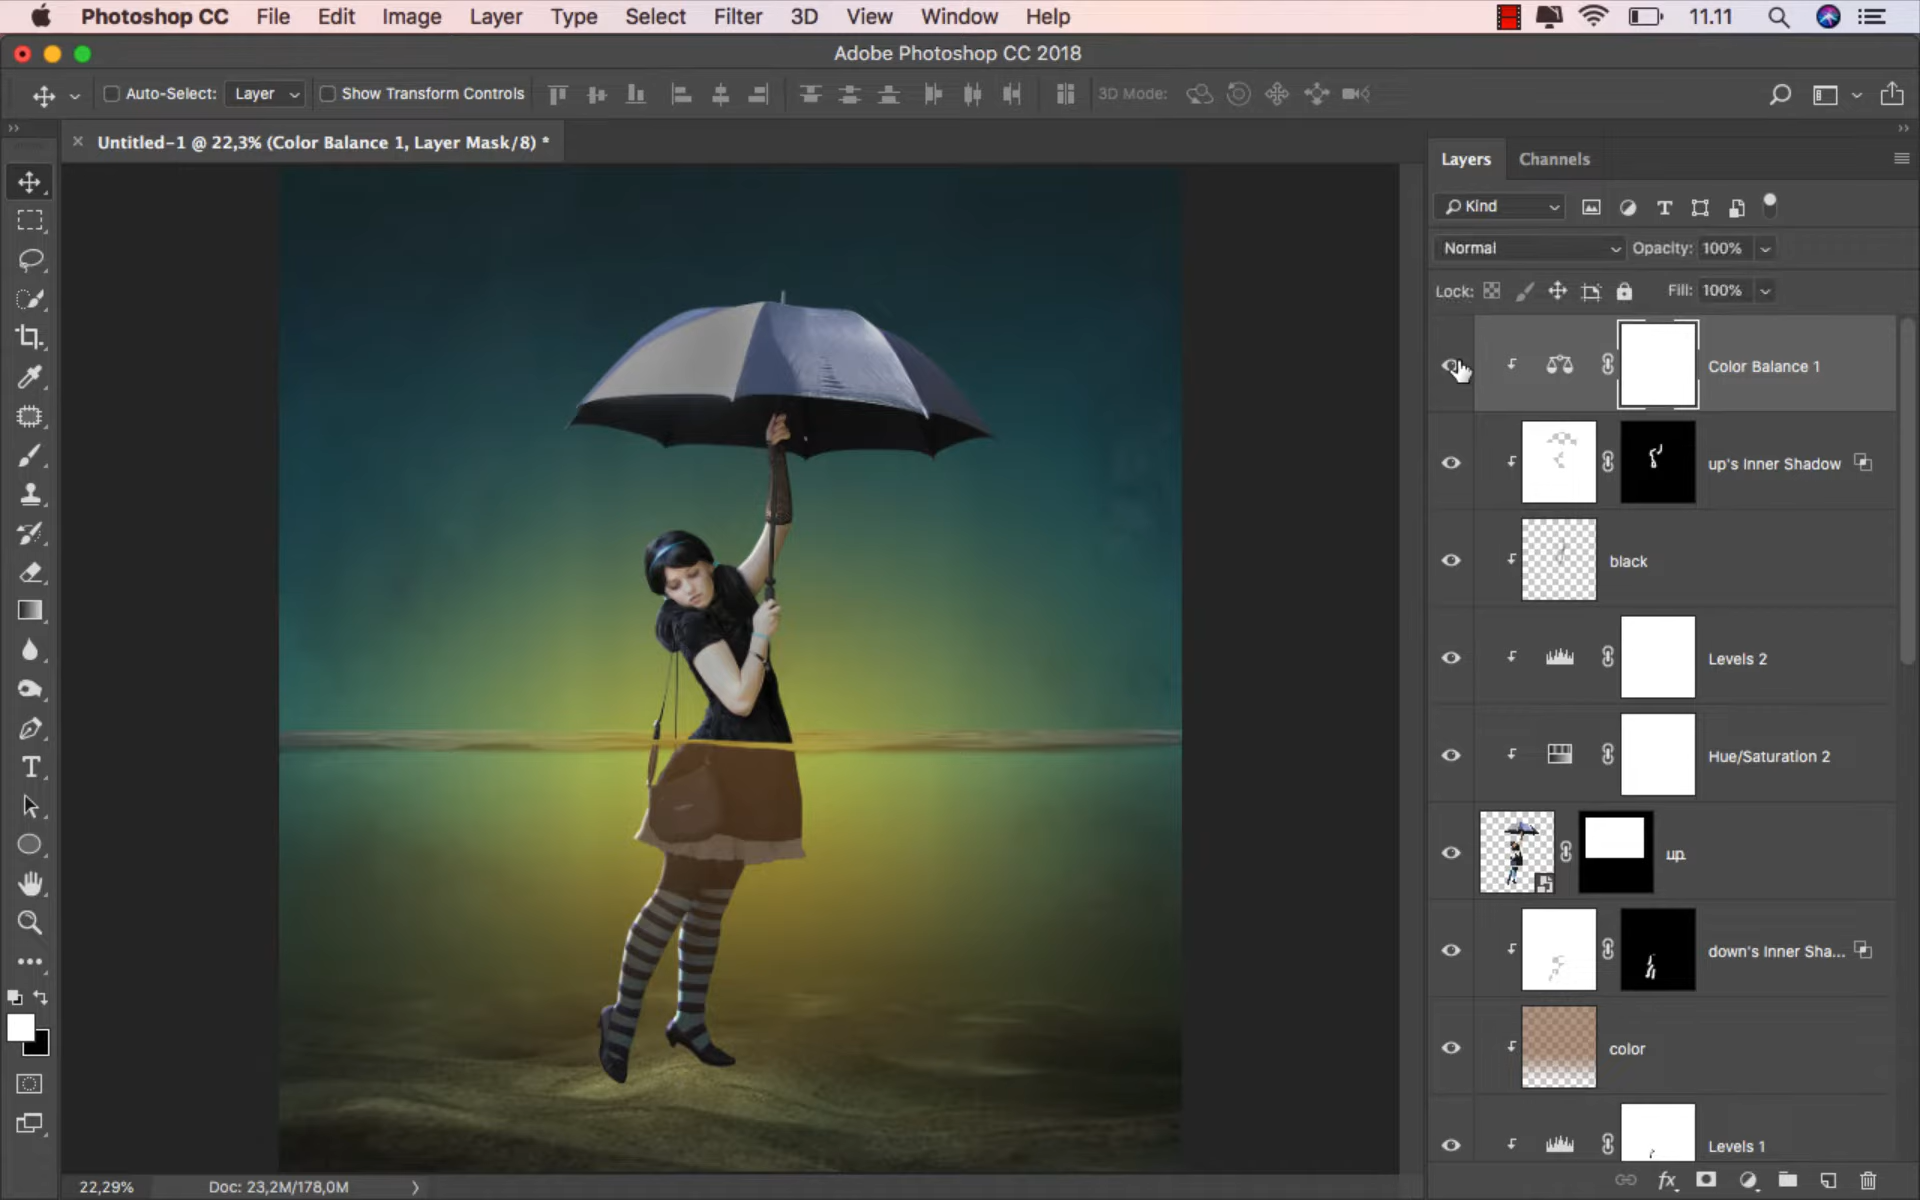 Photoshop CC File Edit Image Layer Type Select Filter 3D View Window Help 11.11
Adobe Photoshop CC 2018
Auto-Select: Layer Show Transform Controls 3D Mode:
Untitled-1 @ 22,3% (Color Balance 1, Layer Mask/8) *
Layers Channels
Kind
Normal Opacity: 100%
Lock: Fill: 100%
Color Balance 1
up's Inner Shadow
black
Levels 2
Hue/Saturation 2
up
down's Inner Sha...
color
Levels 1
22,29% Doc: 23,2M/178,0M